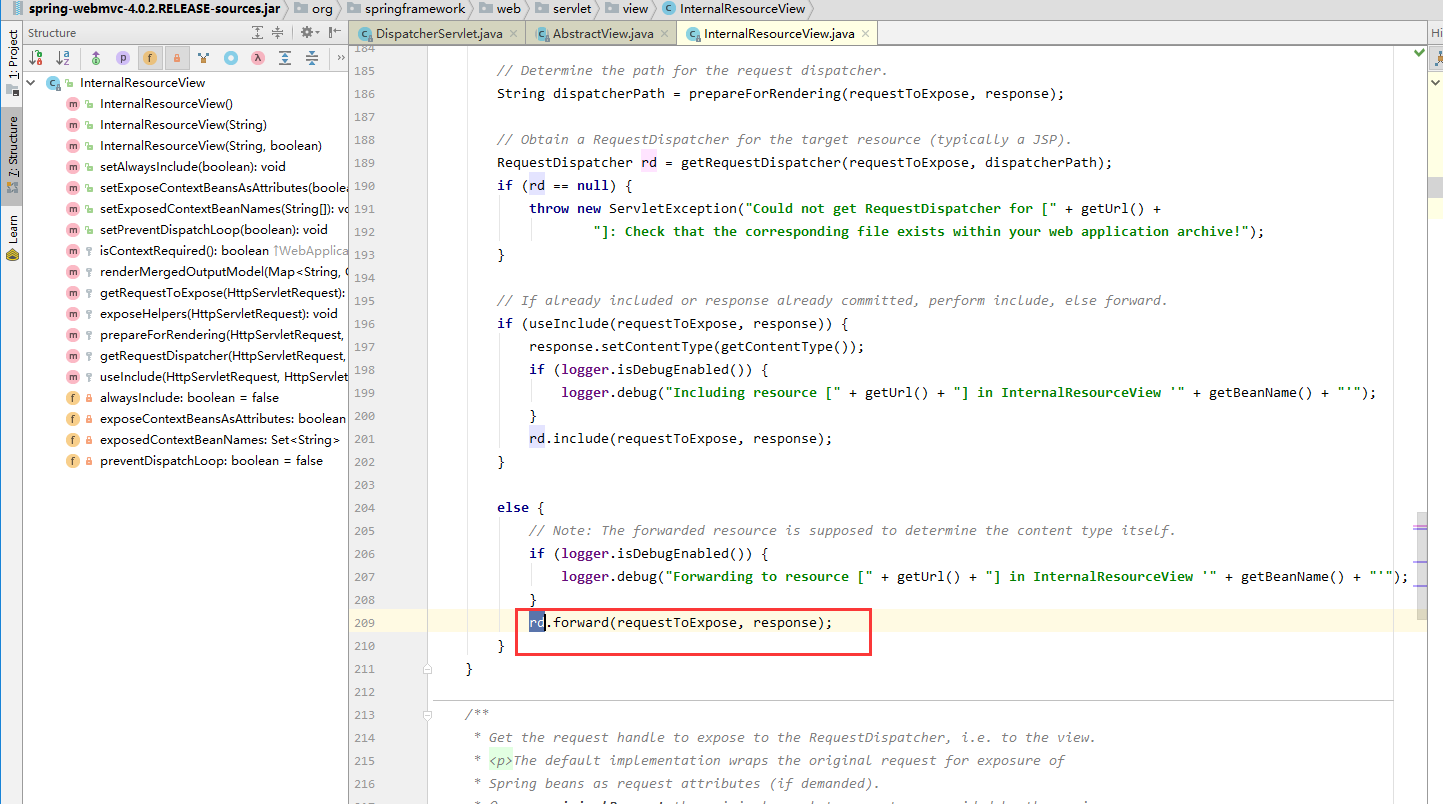 spring-webmvc-4.0.2.RELEASE-sources.jar org springframework web servlet view InternalResourceView
1: Project
7: Structure
Learn
Structure
InternalResourceView
InternalResourceView()
InternalResourceView(String)
InternalResourceView(String, boolean)
setAlwaysInclude(boolean): void
setExposeContextBeansAsAttributes(boolea
setExposedContextBeanNames(String[]): vo
setPreventDispatchLoop(boolean): void
isContextRequired(): boolean ↑WebApplica
renderMergedOutputModel(Map<String, O
getRequestToExpose(HttpServletRequest):
exposeHelpers(HttpServletRequest): void
prepareForRendering(HttpServletRequest,
getRequestDispatcher(HttpServletRequest,
useInclude(HttpServletRequest, HttpServlet
alwaysInclude: boolean = false
exposeContextBeansAsAttributes: boolean
exposedContextBeanNames: Set<String>
preventDispatchLoop: boolean = false
DispatcherServlet.java AbstractView.java InternalResourceView.java
Hi
184
185 // Determine the path for the request dispatcher.
186 String dispatcherPath = prepareForRendering(requestToExpose, response);
187
188 // Obtain a RequestDispatcher for the target resource (typically a JSP).
189 RequestDispatcher rd = getRequestDispatcher(requestToExpose, dispatcherPath);
190 if (rd == null) {
191 throw new ServletException("Could not get RequestDispatcher for [" + getUrl() +
192 "]: Check that the corresponding file exists within your web application archive!");
193 }
194
195 // If already included or response already committed, perform include, else forward.
196 if (useInclude(requestToExpose, response)) {
197 response.setContentType(getContentType());
198 if (logger.isDebugEnabled()) {
199 logger.debug("Including resource [" + getUrl() + "] in InternalResourceView '" + getBeanName() + "'");
200 }
201 rd.include(requestToExpose, response);
202 }
203
204 else {
205 // Note: The forwarded resource is supposed to determine the content type itself.
206 if (logger.isDebugEnabled()) {
207 logger.debug("Forwarding to resource [" + getUrl() + "] in InternalResourceView '" + getBeanName() + "'");
208 }
209 rd.forward(requestToExpose, response);
210 }
211 }
212
213 /**
214 * Get the request handle to expose to the RequestDispatcher, i.e. to the view.
215 * <p>The default implementation wraps the original request for exposure of
216 * Spring beans as request attributes (if demanded).